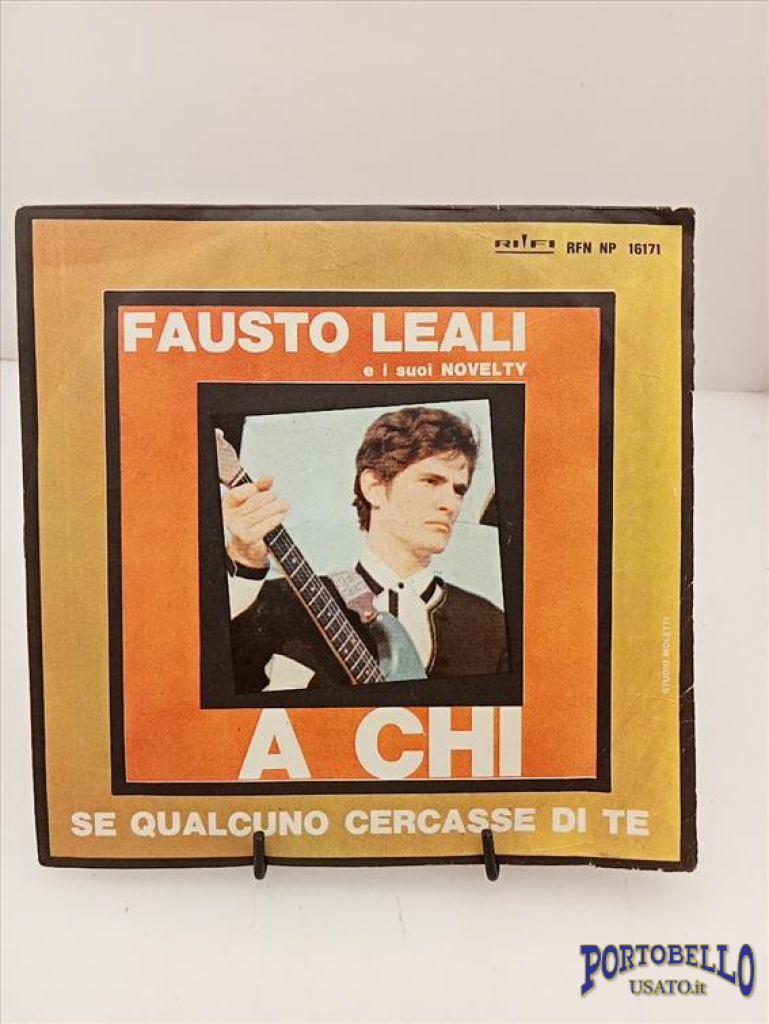 RIFI RFN NP 16171
FAUSTO LEALI
e i suoi NOVELTY
A CHI
STUDIO MOLETTI
SE QUALCUNO CERCASSE DI TE
PORTOBELLO
USATO.it